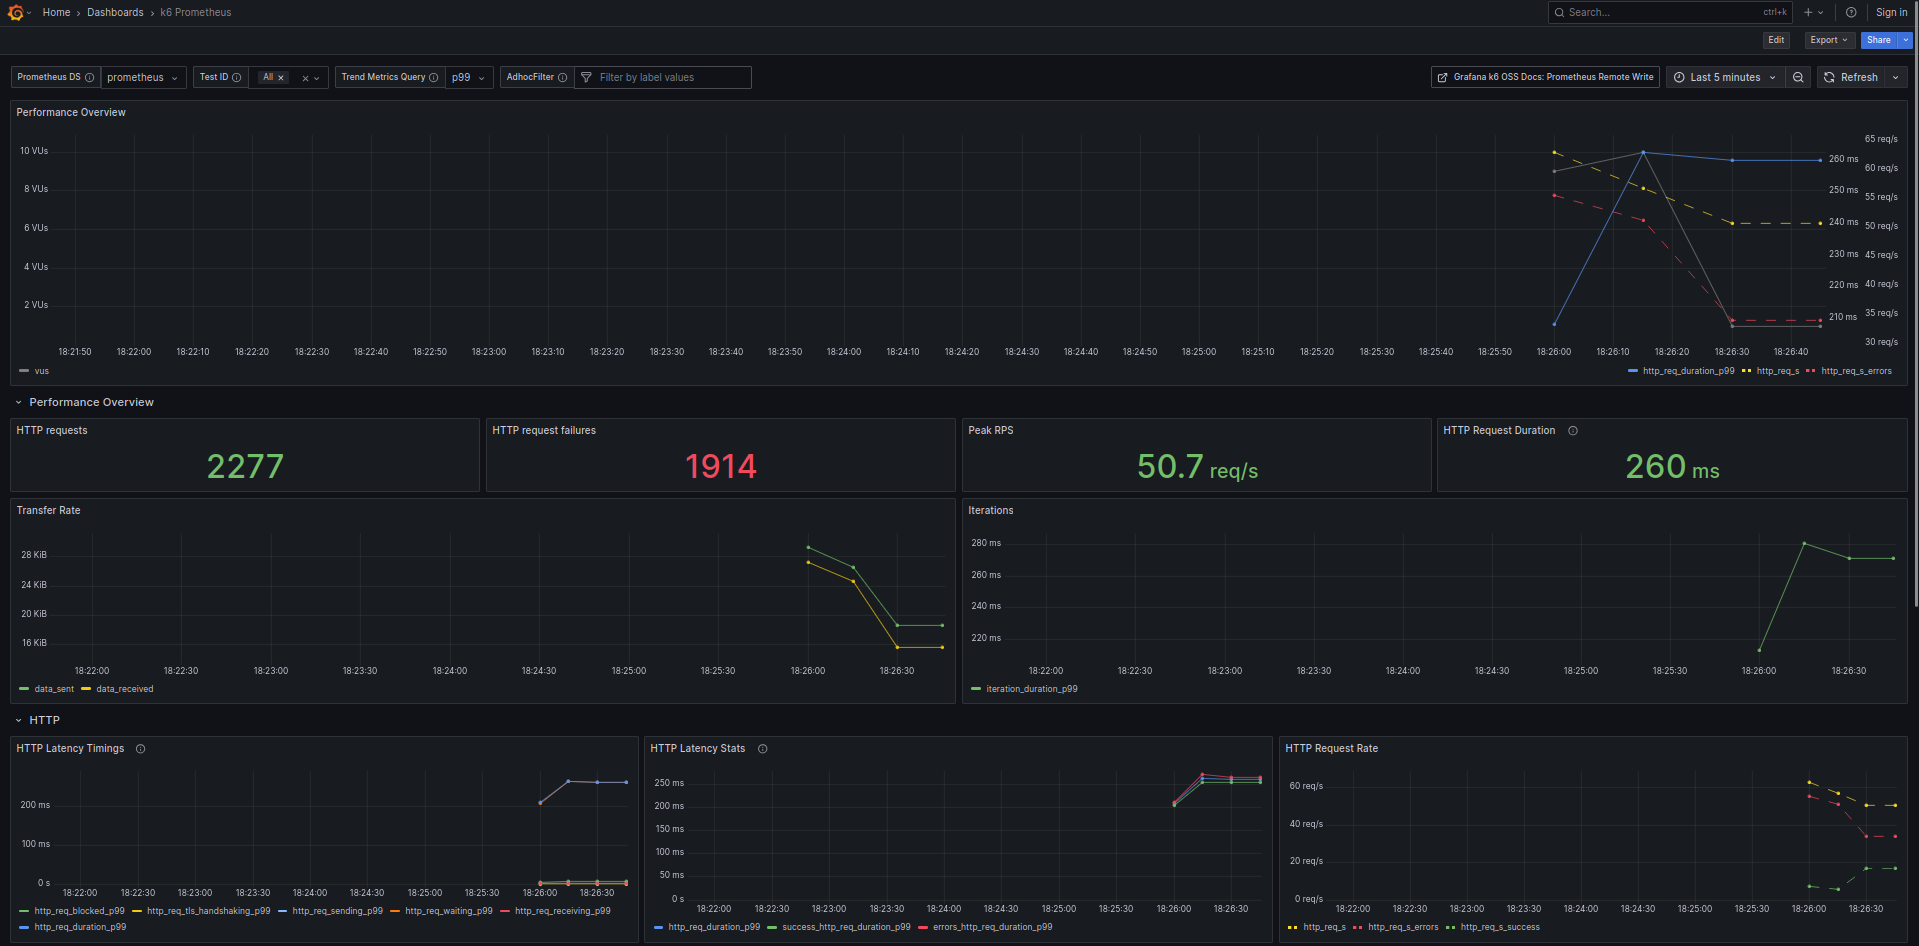 Home › Dashboards › k6 Prometheus
Search... ctrl+k
Sign in
Edit Export Share
Prometheus DS prometheus Test ID All × × Trend Metrics Query p99 AdhocFilter Filter by label values
Grafana k6 OSS Docs: Prometheus Remote Write Last 5 minutes Refresh
Performance Overview
10 VUs
8 VUs
6 VUs
4 VUs
2 VUs
260 ms
250 ms
240 ms
230 ms
220 ms
210 ms
65 req/s
60 req/s
55 req/s
50 req/s
45 req/s
40 req/s
35 req/s
30 req/s
18:21:50 18:22:00 18:22:10 18:22:20 18:22:30 18:22:40 18:22:50 18:23:00 18:23:10 18:23:20 18:23:30 18:23:40 18:23:50 18:24:00 18:24:10 18:24:20 18:24:30 18:24:40 18:24:50 18:25:00 18:25:10 18:25:20 18:25:30 18:25:40 18:25:50 18:26:00 18:26:10 18:26:20 18:26:30 18:26:40
vus
http_req_duration_p99 http_req_s http_req_s_errors
Performance Overview
HTTP requests
2277
HTTP request failures
1914
Peak RPS
50.7 req/s
HTTP Request Duration
260 ms
Transfer Rate
28 KiB
24 KiB
20 KiB
16 KiB
18:22:00 18:22:30 18:23:00 18:23:30 18:24:00 18:24:30 18:25:00 18:25:30 18:26:00 18:26:30
data_sent data_received
Iterations
280 ms
260 ms
240 ms
220 ms
18:22:00 18:22:30 18:23:00 18:23:30 18:24:00 18:24:30 18:25:00 18:25:30 18:26:00 18:26:30
iteration_duration_p99
HTTP
HTTP Latency Timings
200 ms
100 ms
0 s
18:22:00 18:22:30 18:23:00 18:23:30 18:24:00 18:24:30 18:25:00 18:25:30 18:26:00 18:26:30
http_req_blocked_p99 http_req_tls_handshaking_p99 http_req_sending_p99 http_req_waiting_p99 http_req_receiving_p99
http_req_duration_p99
HTTP Latency Stats
250 ms
200 ms
150 ms
100 ms
50 ms
0 s
18:22:00 18:22:30 18:23:00 18:23:30 18:24:00 18:24:30 18:25:00 18:25:30 18:26:00 18:26:30
http_req_duration_p99 success_http_req_duration_p99 errors_http_req_duration_p99
HTTP Request Rate
60 req/s
40 req/s
20 req/s
0 req/s
18:22:00 18:22:30 18:23:00 18:23:30 18:24:00 18:24:30 18:25:00 18:25:30 18:26:00 18:26:30
http_req_s http_req_s_errors http_req_s_success